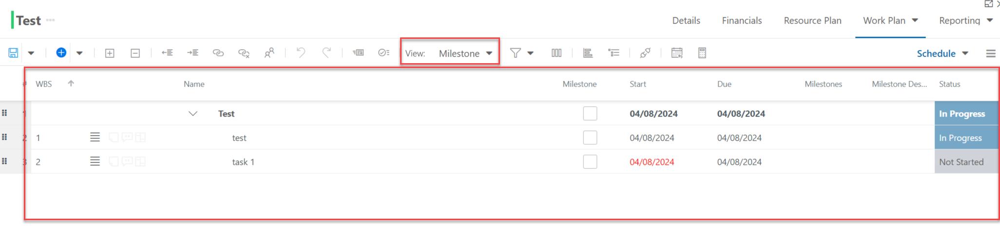 Test
Details Financials Resource Plan Work Plan Reporting
View: Milestone Schedule
# WBS Name Milestone Start Due Milestones Milestone Des... Status
1 Test 04/08/2024 04/08/2024 In Progress
2 1 test 04/08/2024 04/08/2024 In Progress
3 2 task 1 04/08/2024 04/08/2024 Not Started